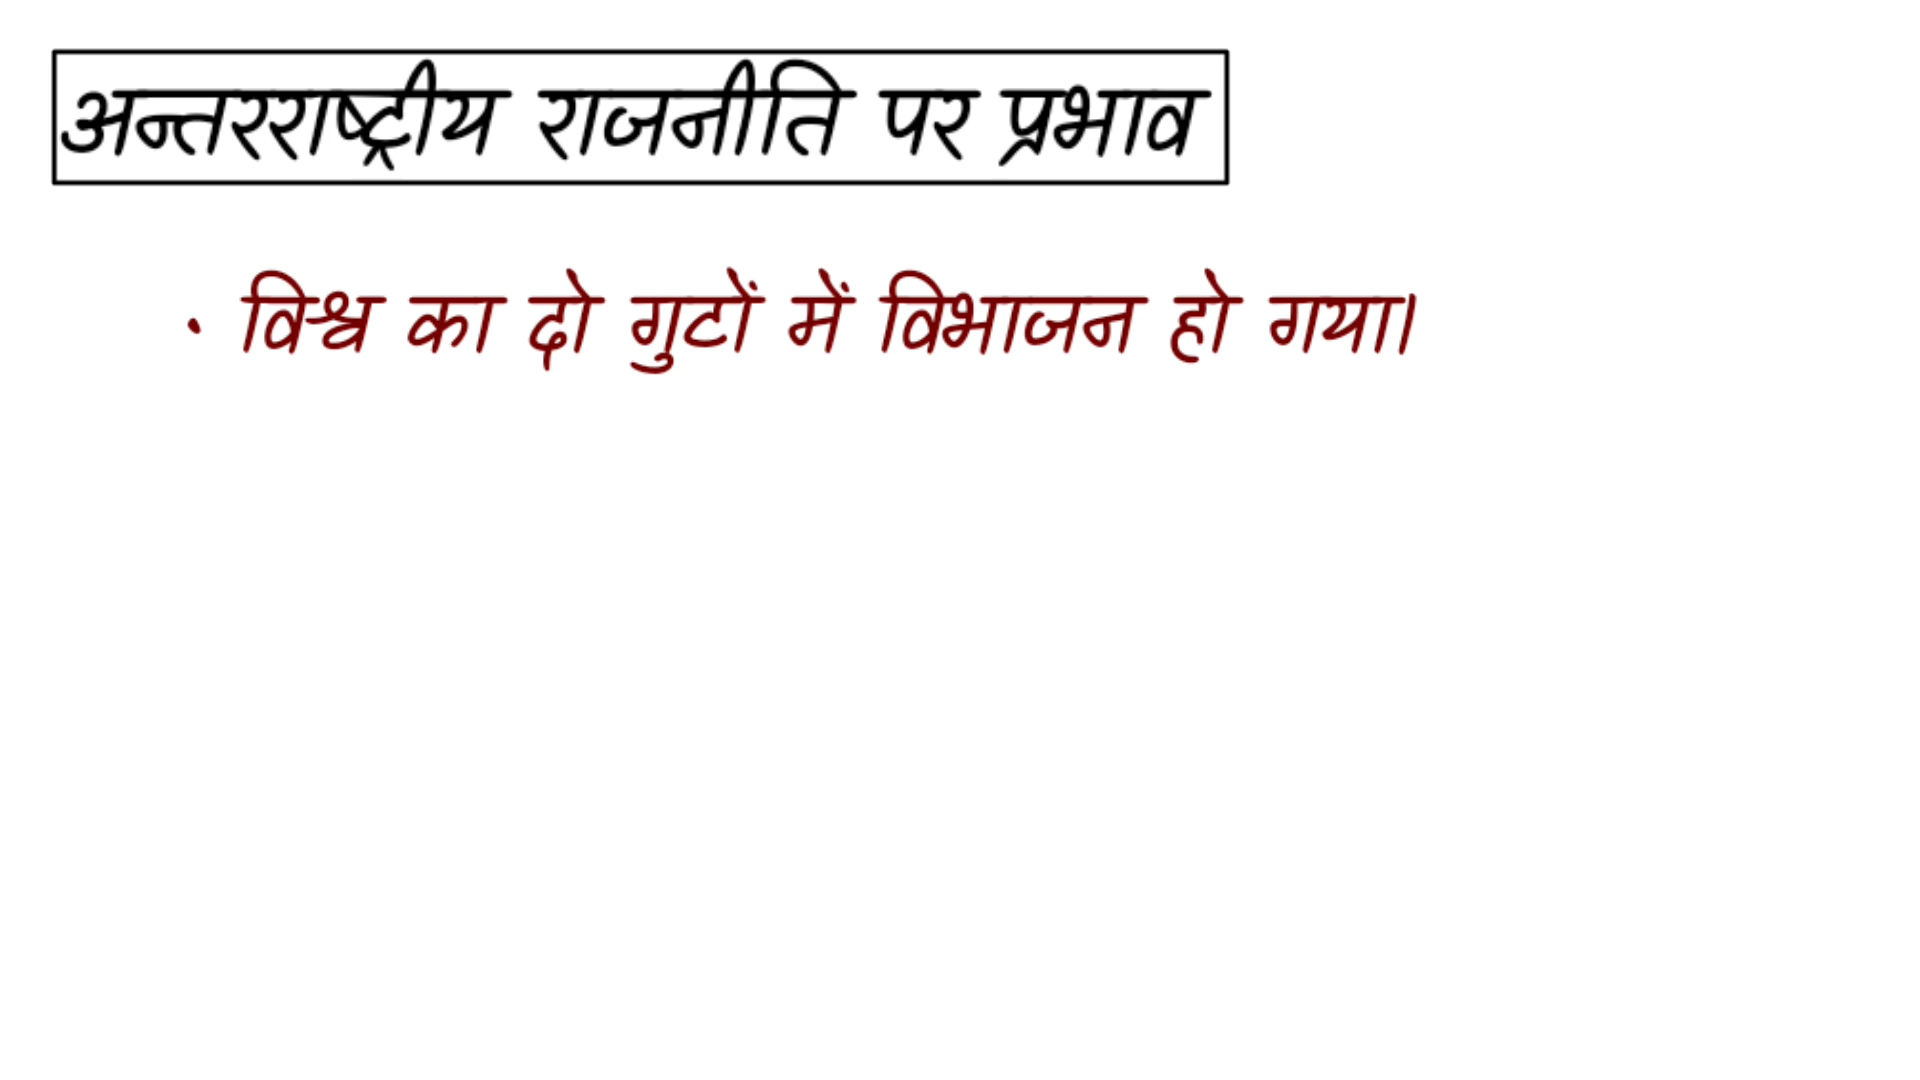 अन्तरराष्ट्रीय राजनीति पर प्रभाव
· विश्व का दो गुटों में विभाजन हो गया।